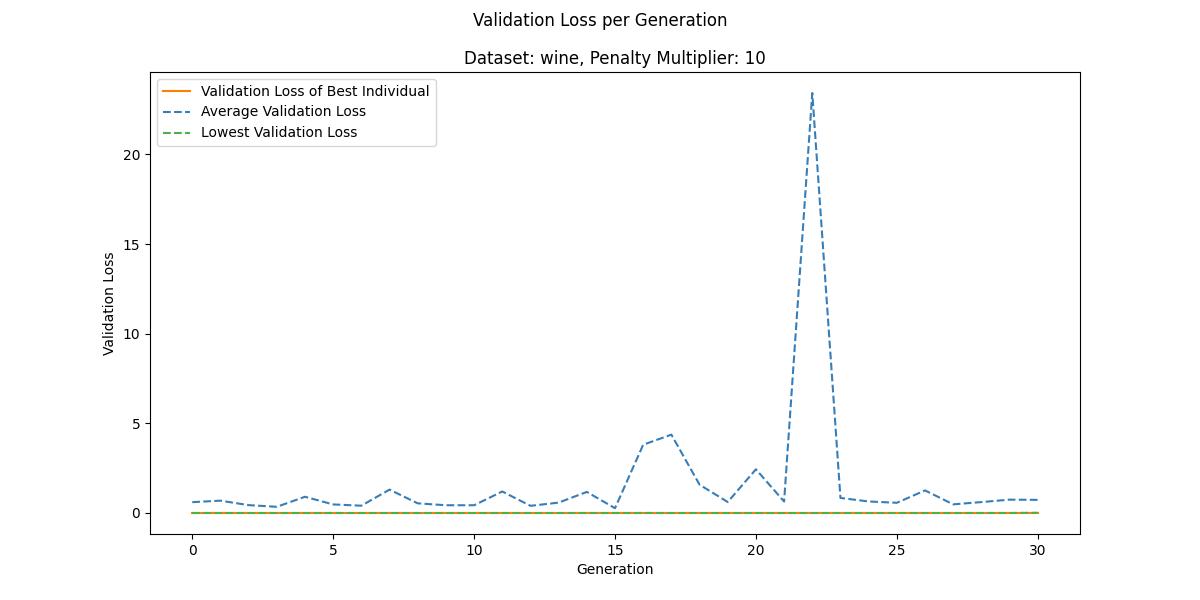 Validation Loss per Generation
Dataset: wine, Penalty Multiplier: 10
Validation Loss of Best Individual
Average Validation Loss
Lowest Validation Loss
20
15
10
5
0
Validation Loss
0 5 10 15 20 25 30
Generation